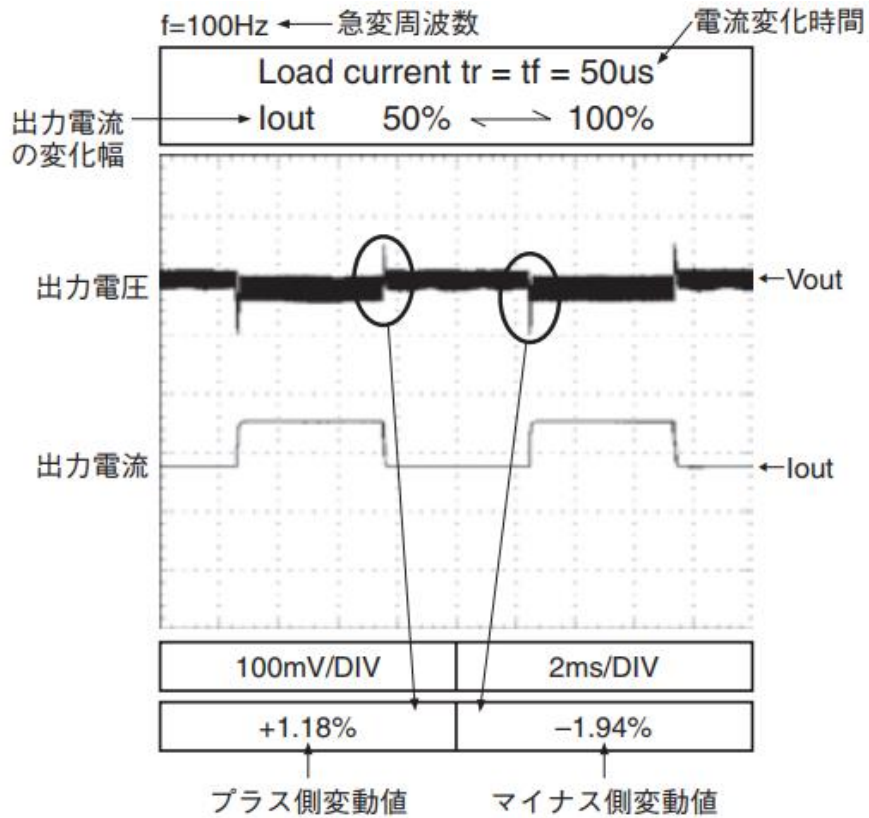 f=100Hz 急変周波数 電流変化時間
Load current tr = tf = 50us
出力電流の変化幅
Iout 50% 100%
出力電圧
Vout
出力電流
Iout
100mV/DIV 2ms/DIV
+1.18% –1.94%
プラス側変動値 マイナス側変動値